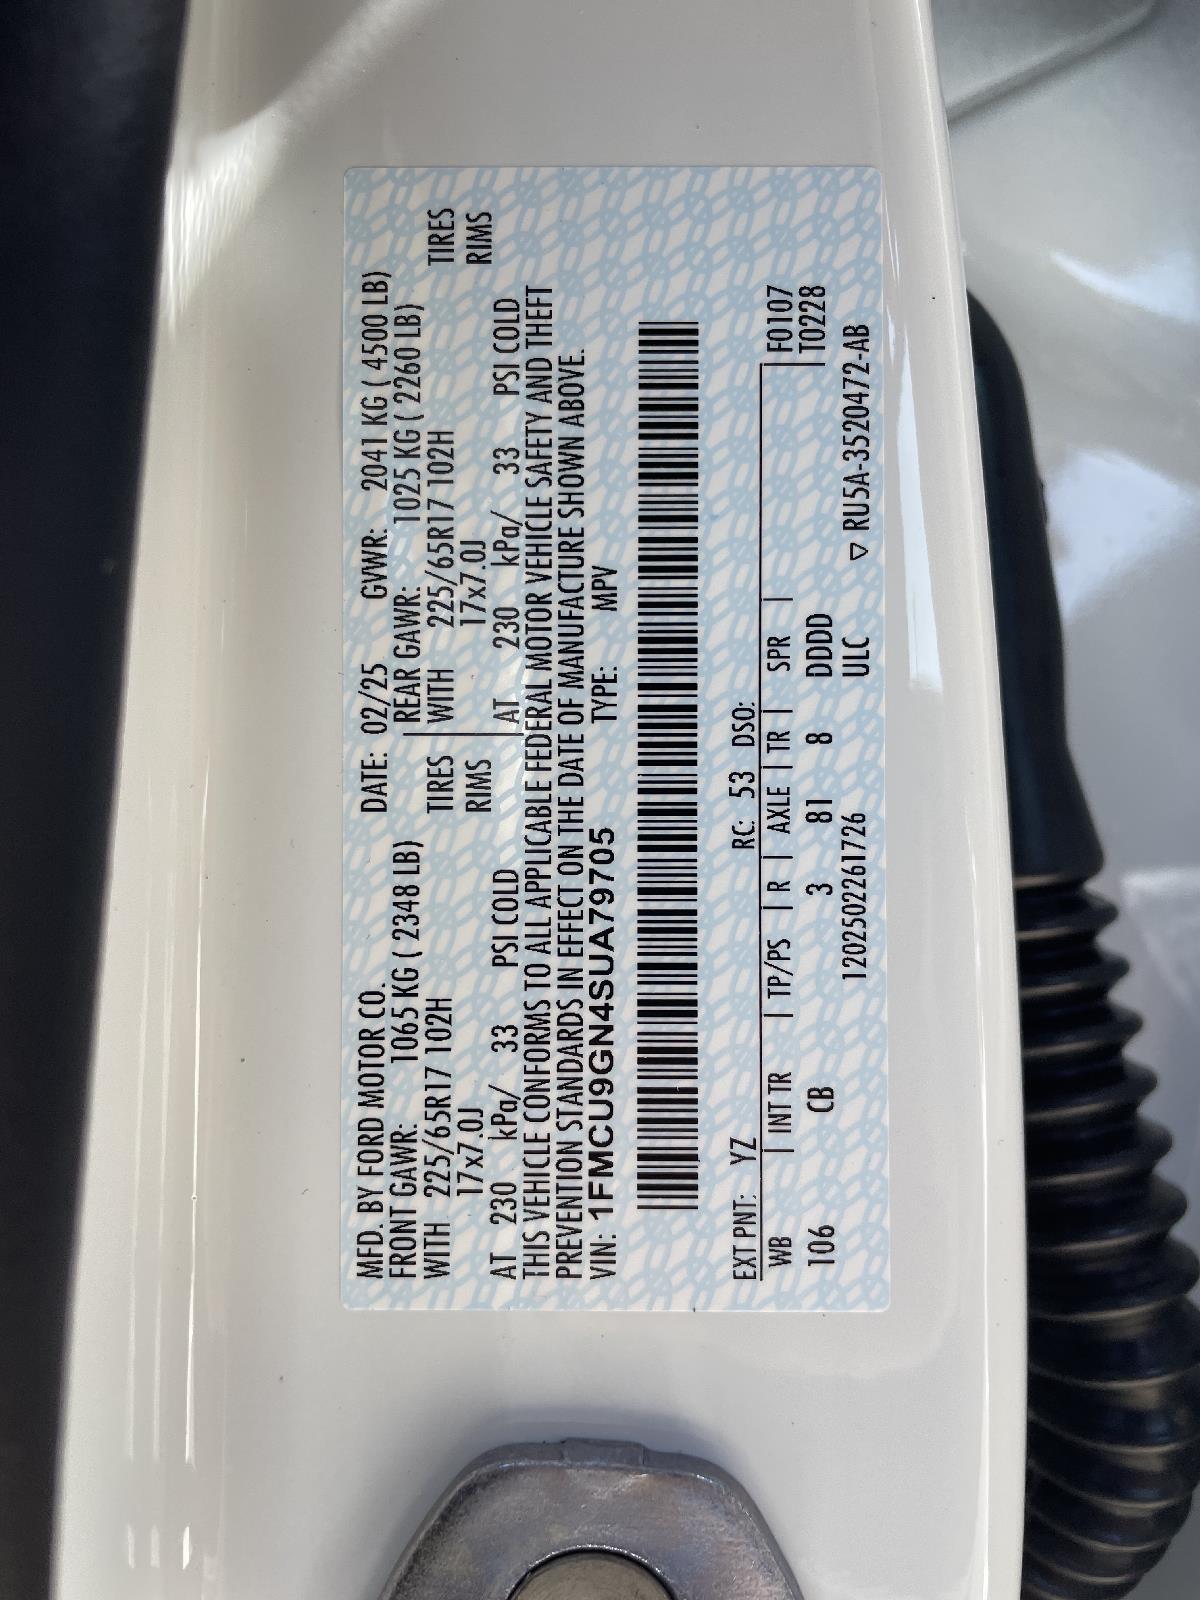 MFD. BY FORD MOTOR CO. DATE: 02/25 GVWR: 2041 KG ( 4500 LB)
FRONT GAWR: 1065 KG ( 2348 LB) REAR GAWR: 1025 KG ( 2260 LB)
WITH 225/65R17 102H TIRES WITH 225/65R17 102H TIRES
17x7.0J RIMS 17x7.0J RIMS
AT 230 kPa/ 33 PSI COLD AT 230 kPa/ 33 PSI COLD
THIS VEHICLE CONFORMS TO ALL APPLICABLE FEDERAL MOTOR VEHICLE SAFETY AND THEFT
PREVENTION STANDARDS IN EFFECT ON THE DATE OF MANUFACTURE SHOWN ABOVE.
VIN: 1FMCU9GN4SUA79705 TYPE: MPV
EXT PNT: YZ RC: 53 DSO:
WB | INT TR | TP/PS | R | AXLE | TR | SPR | F0107
106 CB 3 81 8 DDDD T0228
1202502261726 ULC ▽ RU5A-3520472-AB